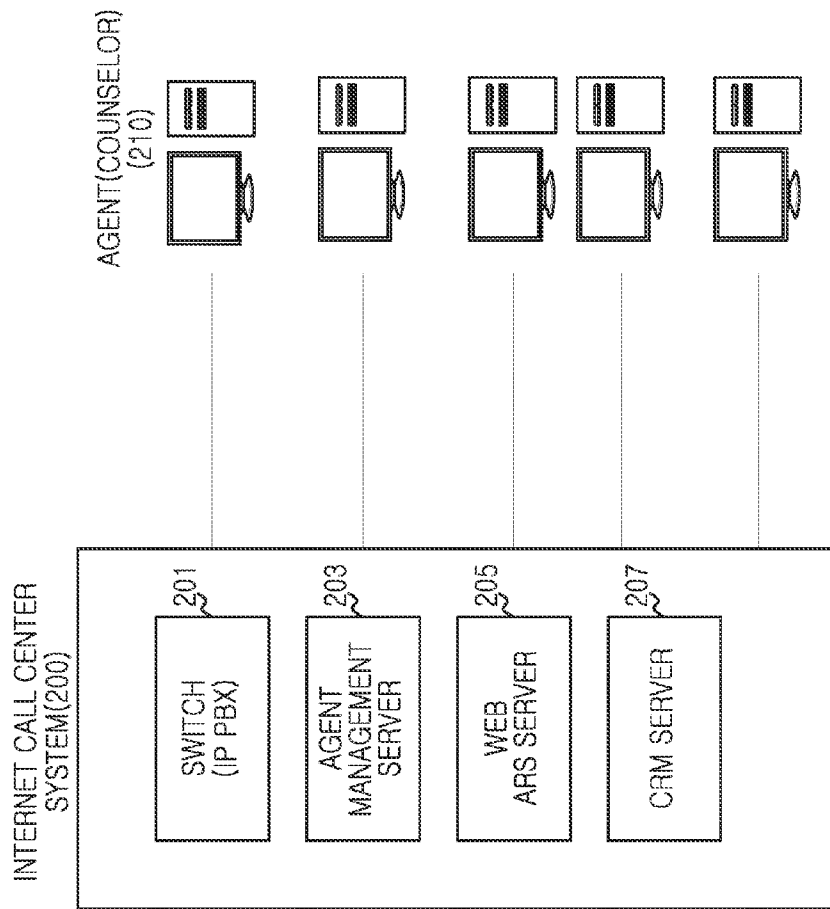 INTERNET CALL CENTER
SYSTEM(200)
SWITCH
(IP PBX)
201
AGENT
MANAGEMENT
SERVER
203
WEB
ARS SERVER
205
CRM SERVER
207
AGENT(COUNSELOR)
(210)